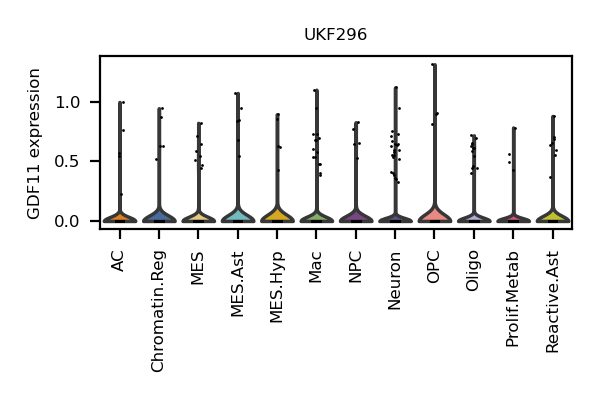 UKF296
GDF11 expression
1.0
0.5
0.0
AC
Chromatin.Reg
MES
MES.Ast
MES.Hyp
Mac
NPC
Neuron
OPC
Oligo
Prolif.Metab
Reactive.Ast